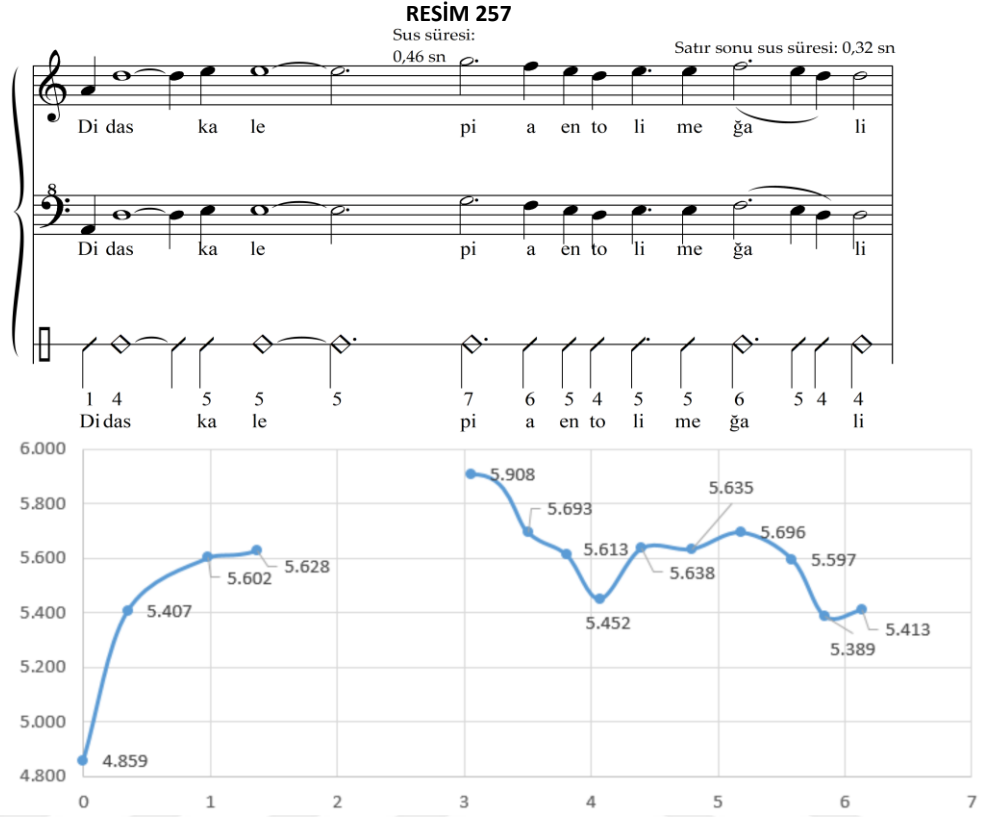 RESİM 257
Sus süresi:
0,46 sn
Satır sonu sus süresi: 0,32 sn
Di das ka le pi a en to li me ğa li
8
Di das ka le pi a en to li me ğa li
1 4 5 5 5 7 6 5 4 5 5 6 5 4 4
Di das ka le pi a en to li me ğa li
6.000
5.800
5.600
5.400
5.200
5.000
4.800
4.859
5.407
5.602
5.628
5.908
5.693
5.613
5.452
5.638
5.635
5.696
5.597
5.389
5.413
0 1 2 3 4 5 6 7